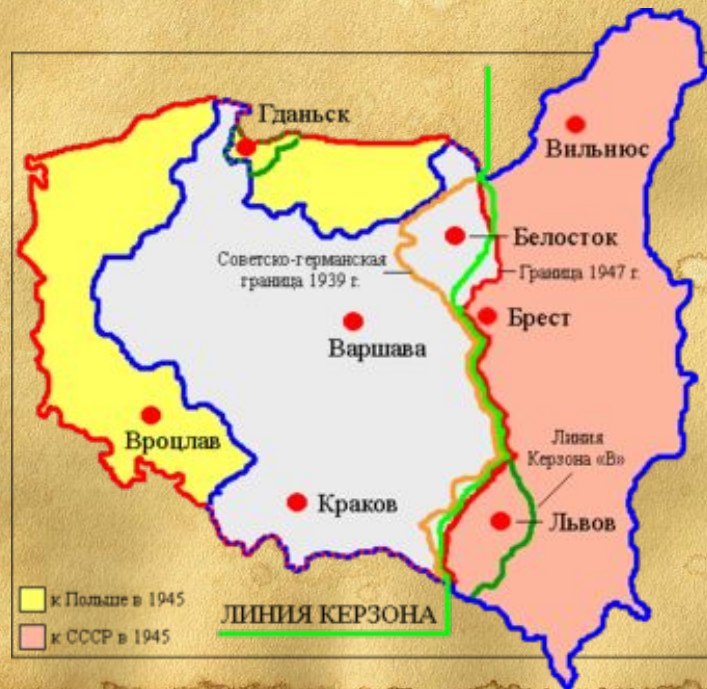 Гданьск
Вильнюс
Белосток
Советско-германская
граница 1939 г.
Граница 1947 г.
Брест
Варшава
Вроцлав
Линия
Керзона «В»
Краков
Львов
к Польше в 1945
ЛИНИЯ КЕРЗОНА
к СССР в 1945